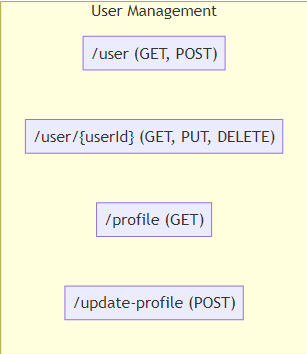 User Management
/user (GET, POST)
/user/{userId} (GET, PUT, DELETE)
/profile (GET)
/update-profile (POST)